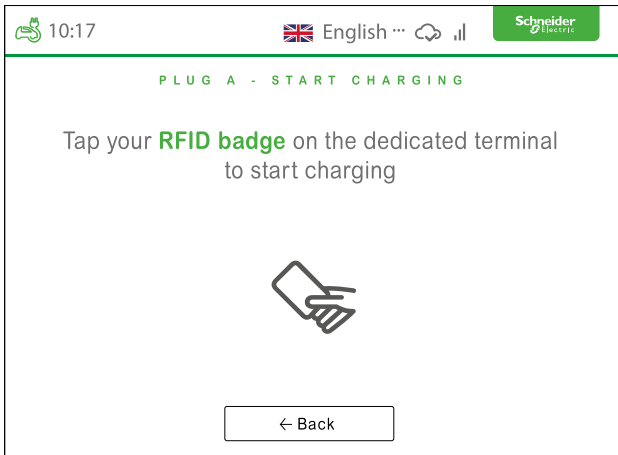 10:17
English ...
Schneider
Electric
PLUG A - START CHARGING
Tap your RFID badge on the dedicated terminal
to start charging
← Back